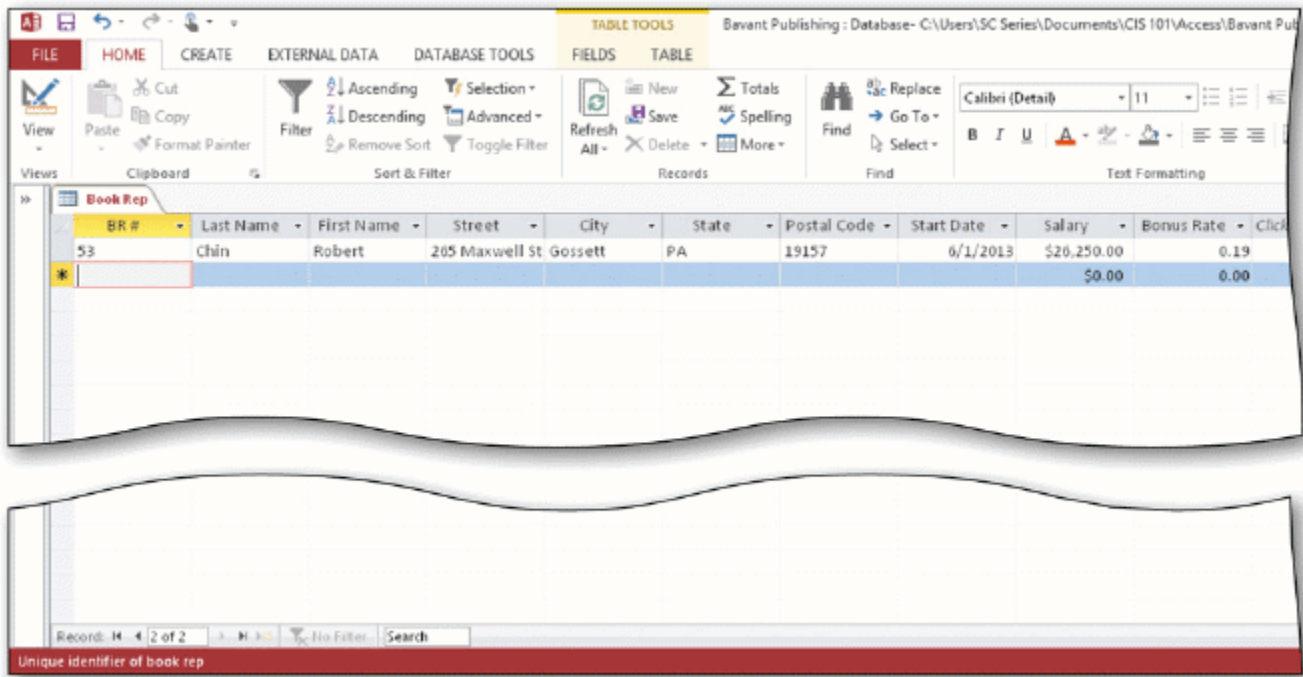 TABLE TOOLS Bavant Publishing : Database- C:\Users\SC Series\Documents\CIS 101\Access\Bavant Pub
FILE HOME CREATE EXTERNAL DATA DATABASE TOOLS FIELDS TABLE
View
Paste
Cut
Copy
Format Painter
Filter
Ascending
Descending
Remove Sort
Selection
Advanced
Toggle Filter
Refresh
All
New
Save
Delete
Totals
Spelling
More
Find
Replace
Go To
Select
Calibri (Detail) 11
B I U A
Views Clipboard Sort & Filter Records Find Text Formatting
Book Rep
BR # Last Name First Name Street City State Postal Code Start Date Salary Bonus Rate Click
53 Chin Robert 265 Maxwell St Gossett PA 19157 6/1/2013 $26,250.00 0.19
* $0.00 0.00
Record: 2 of 2 No Filter Search
Unique identifier of book rep